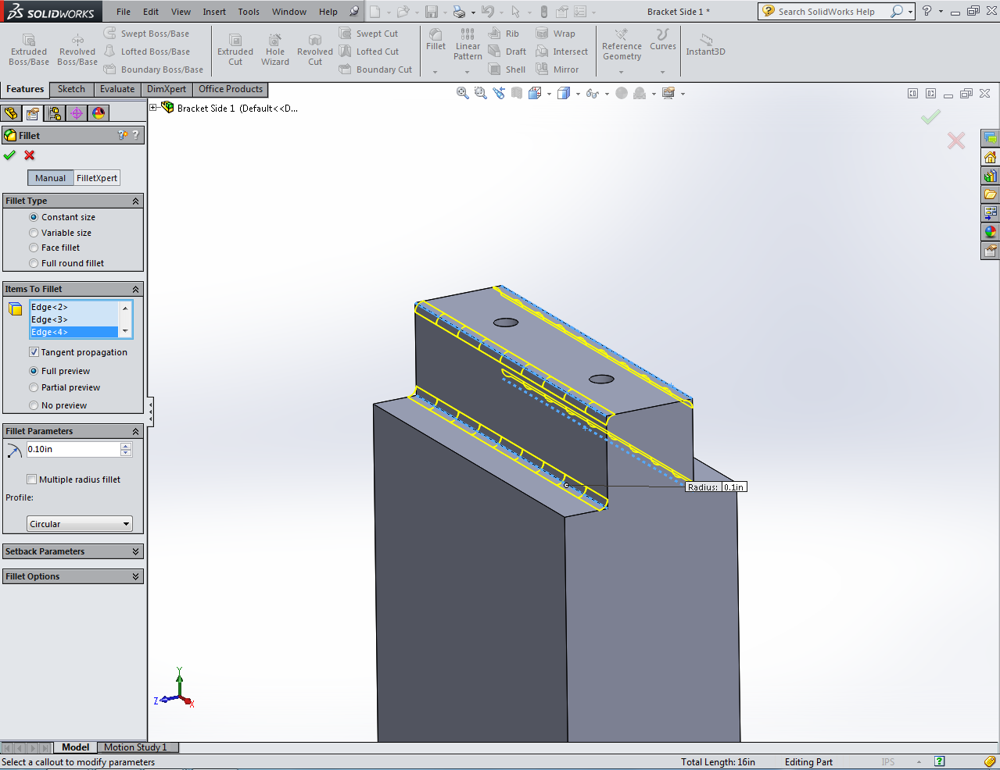 SOLIDWORKS File Edit View Insert Tools Window Help Bracket Side 1 * Search SolidWorks Help
Extruded Boss/Base
Revolved Boss/Base
Swept Boss/Base
Lofted Boss/Base
Boundary Boss/Base
Extruded Cut
Hole Wizard
Revolved Cut
Swept Cut
Lofted Cut
Boundary Cut
Fillet
Linear Pattern
Rib
Draft
Shell
Wrap
Intersect
Mirror
Reference Geometry
Curves
Instant3D
Features Sketch Evaluate DimXpert Office Products
Bracket Side 1 (Default<<D...
Fillet
Manual FilletXpert
Fillet Type
Constant size
Variable size
Face fillet
Full round fillet
Items To Fillet
Edge<2>
Edge<3>
Edge<4>
Tangent propagation
Full preview
Partial preview
No preview
Fillet Parameters
0.10in
Multiple radius fillet
Profile:
Circular
Setback Parameters
Fillet Options
Radius: 0.1in
Y
Z
X
Model Motion Study 1
Select a callout to modify parameters Total Length: 16in Editing Part IPS